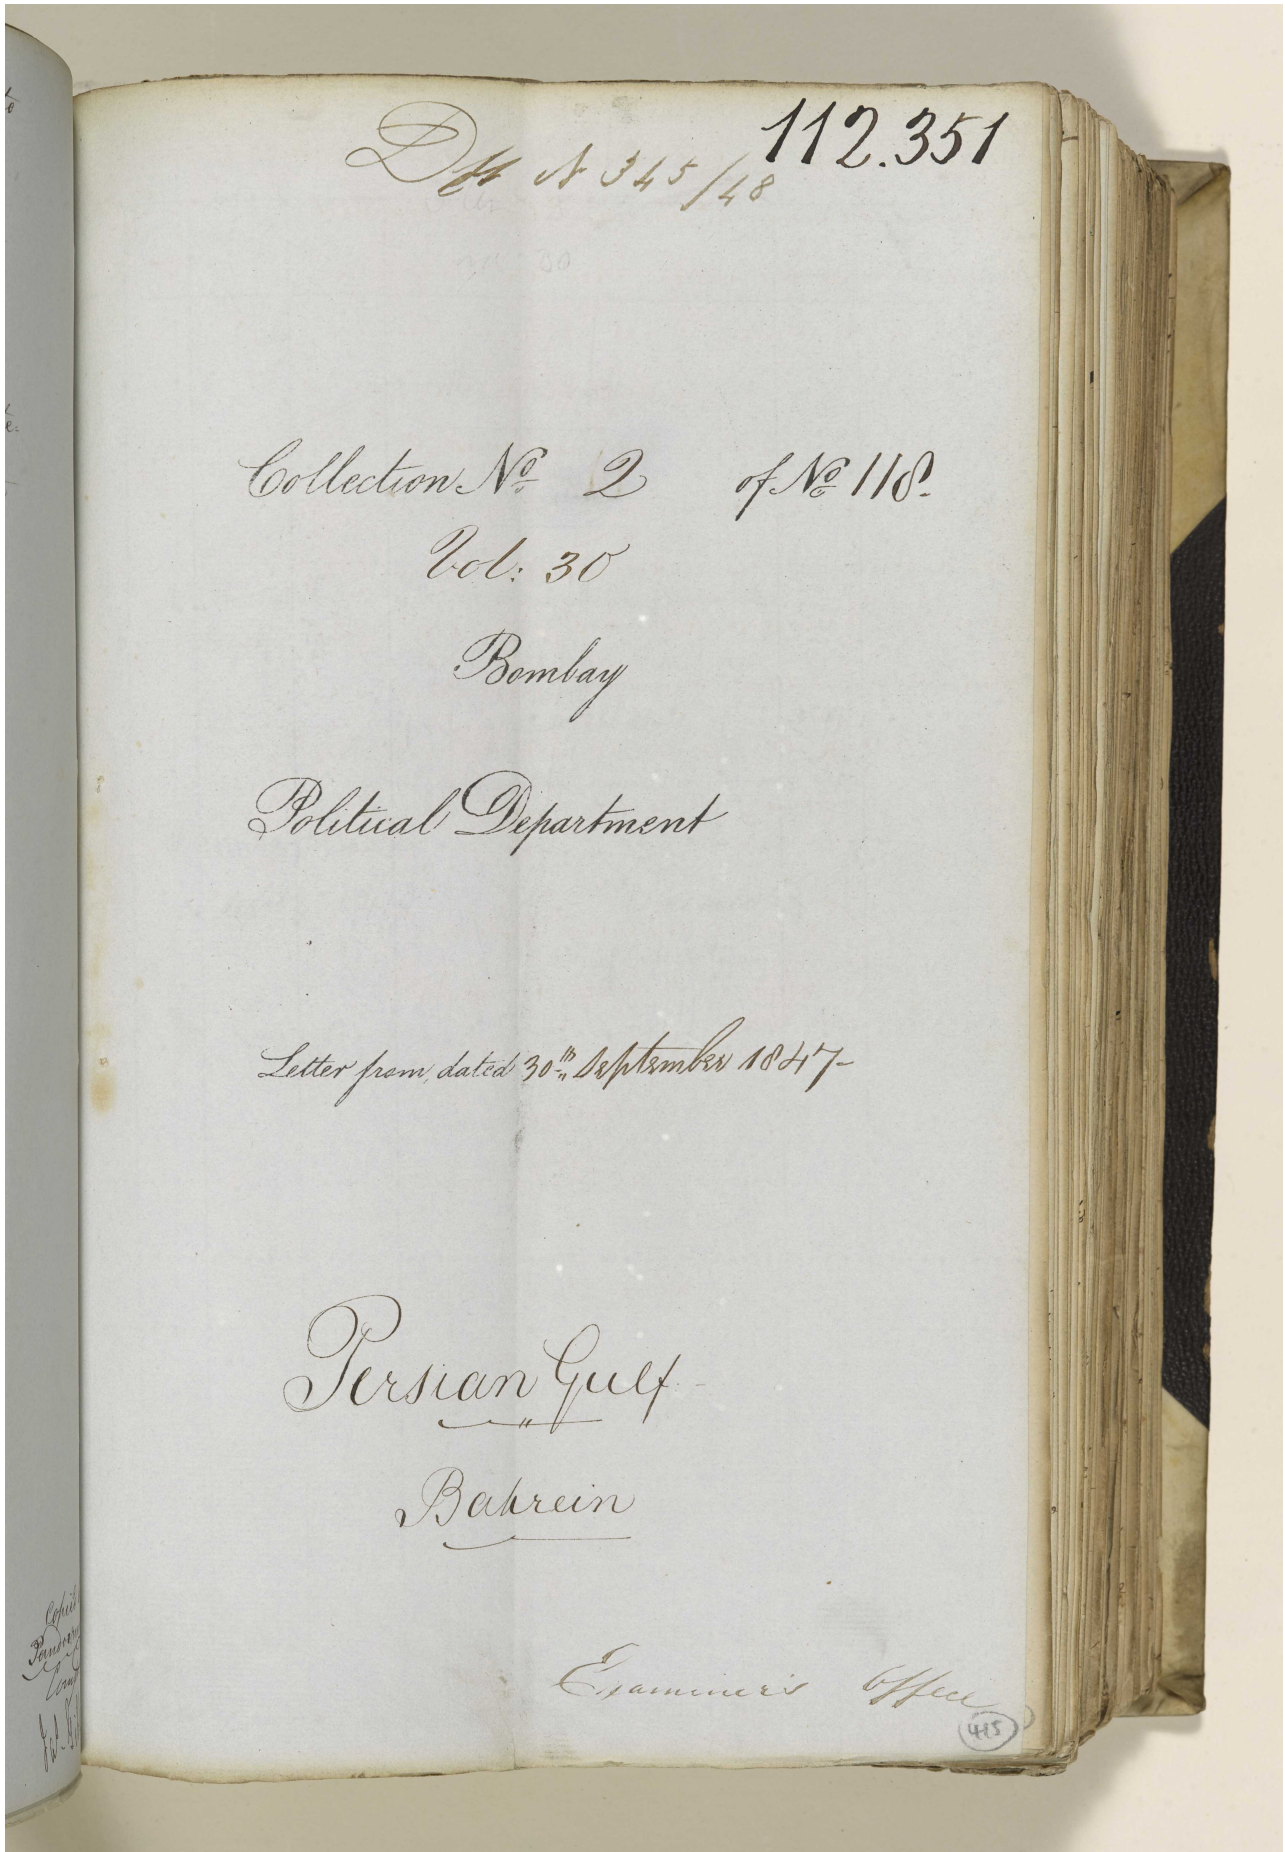 112.351
Dft N 345/48
Collection No 2 of No 118.
Vol: 30
Bombay
Political Department
Letter from, dated 30th September 1847-
Persian Gulf
Bahrein
Examiner's Office
415